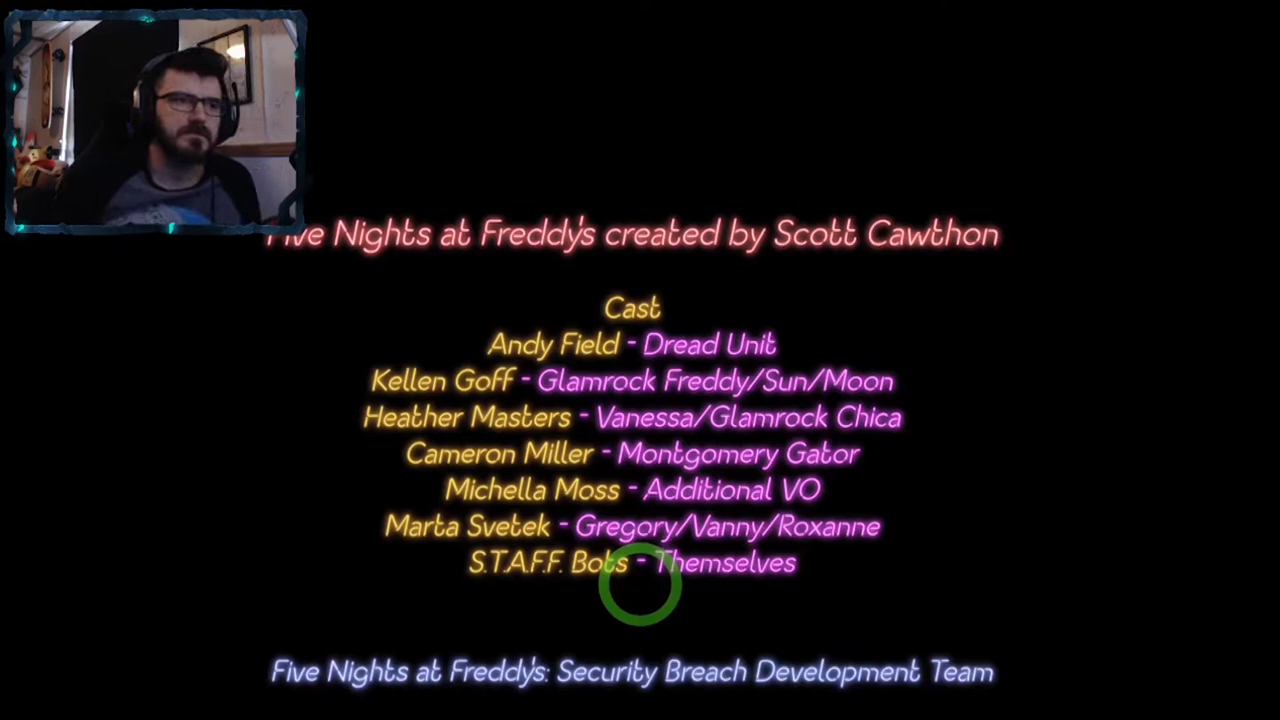 Five Nights at Freddy's created by Scott Cawthon
Cast
Andy Field - Dread Unit
Kellen Goff - Glamrock Freddy/Sun/Moon
Heather Masters - Vanessa/Glamrock Chica
Cameron Miller - Montgomery Gator
Michella Moss - Additional VO
Marta Svetek - Gregory/Vanny/Roxanne
S.T.A.F.F. Bots - Themselves
Five Nights at Freddy's: Security Breach Development Team